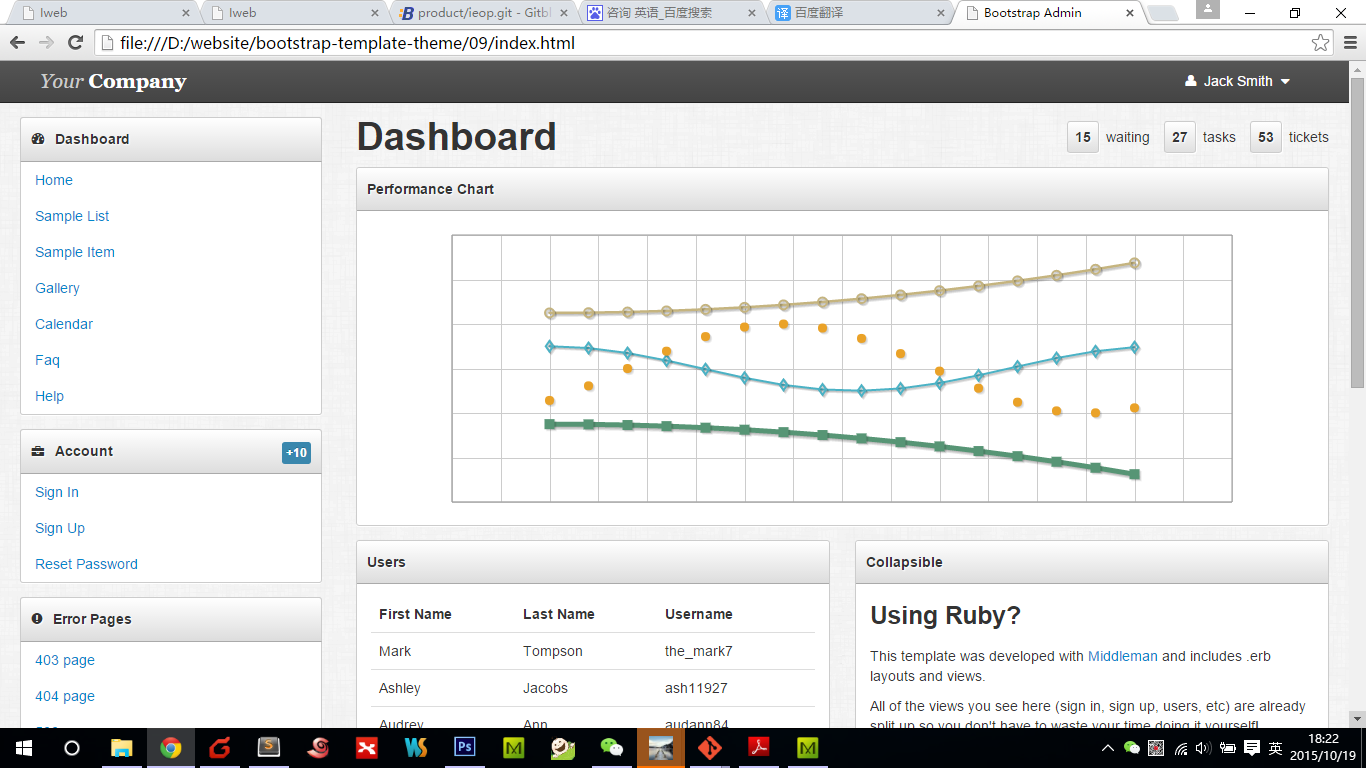 lweb
lweb
product/ieop.git - Gitbl
咨询 英语_百度搜索
译 百度翻译
Bootstrap Admin
file:///D:/website/bootstrap-template-theme/09/index.html
Your Company
Jack Smith
Dashboard
Home
Sample List
Sample Item
Gallery
Calendar
Faq
Help
Account +10
Sign In
Sign Up
Reset Password
Error Pages
403 page
404 page
Dashboard
15 waiting 27 tasks 53 tickets
Performance Chart
Users
First Name Last Name Username
Mark Tompson the_mark7
Ashley Jacobs ash11927
Audrey Ann audann84
Collapsible
Using Ruby?
This template was developed with Middleman and includes .erb
layouts and views.
All of the views you see here (sign in, sign up, users, etc) are already
split up so you don't have to waste your time doing it yourself!
英
18:22
2015/10/19